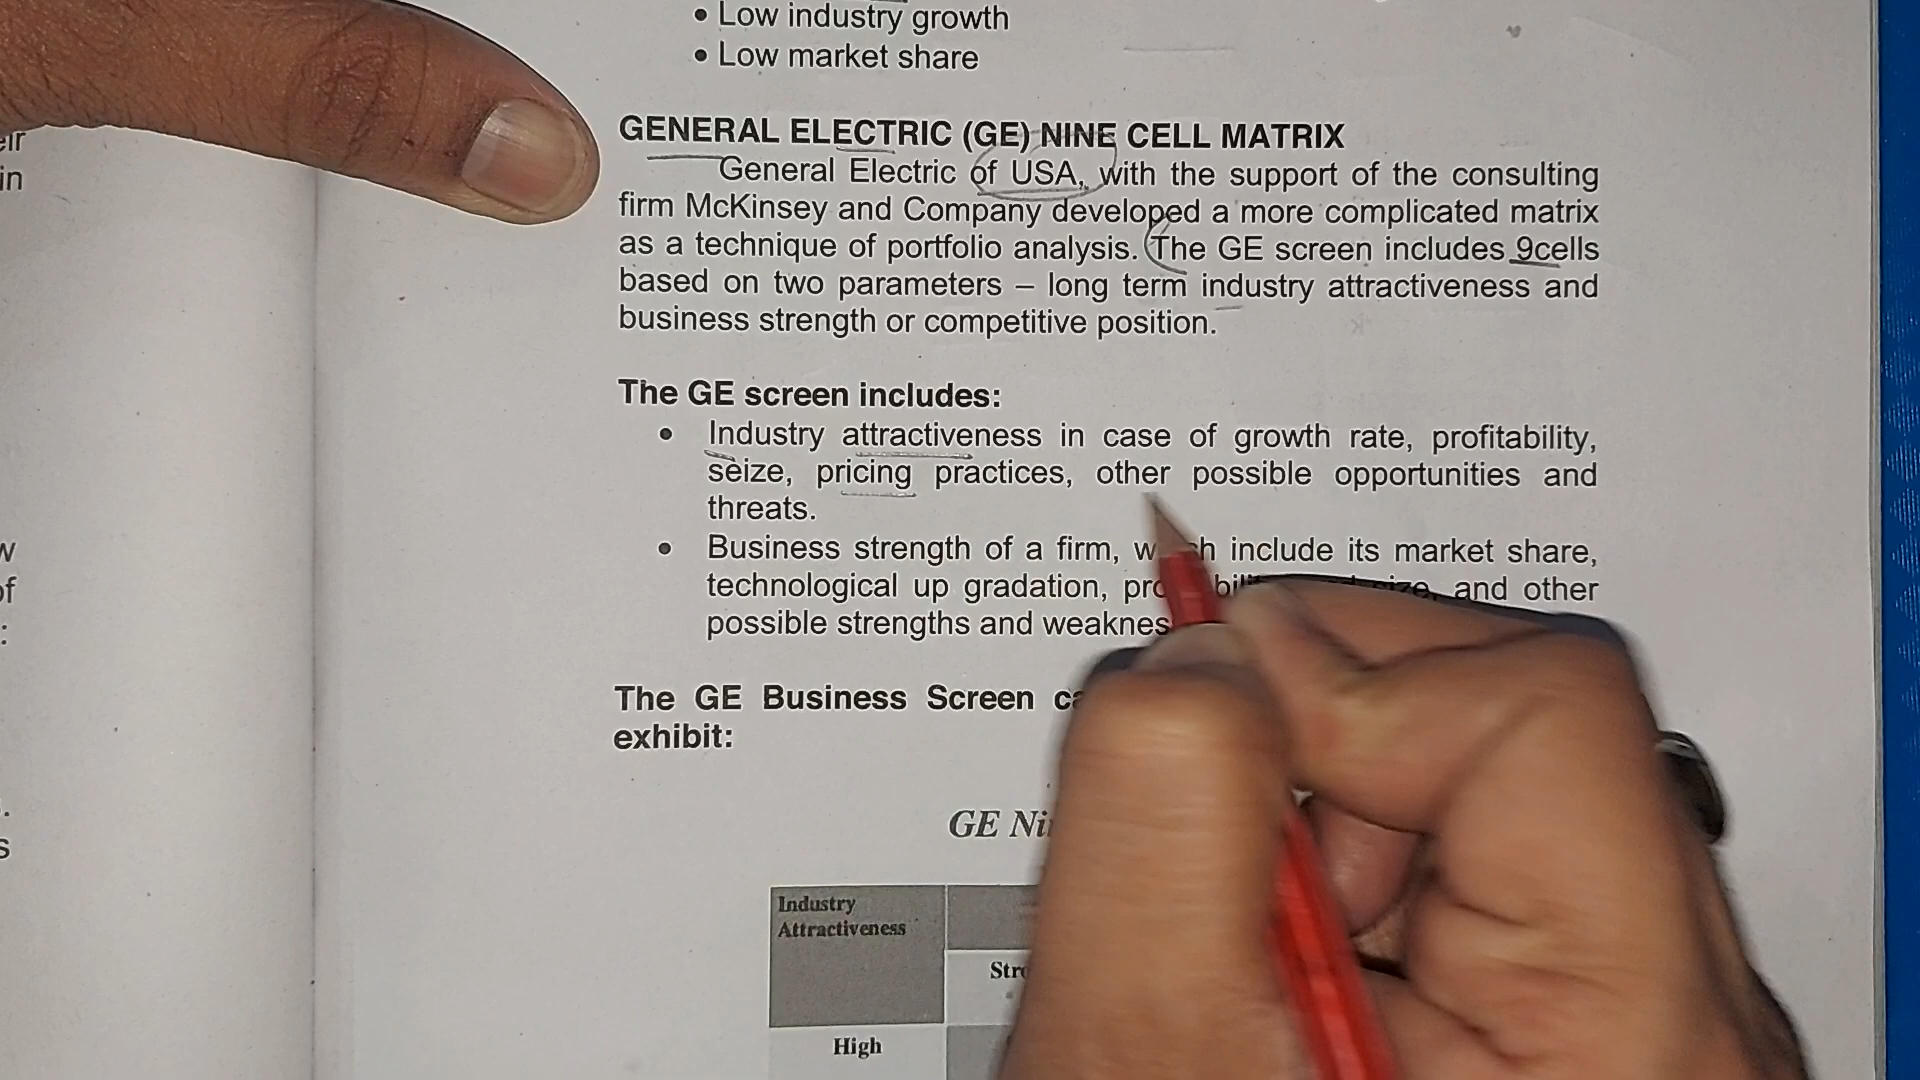 eir
in
w
of
:
.
s
• Low industry growth
• Low market share
GENERAL ELECTRIC (GE) NINE CELL MATRIX
General Electric of USA, with the support of the consulting
firm McKinsey and Company developed a more complicated matrix
as a technique of portfolio analysis. The GE screen includes 9cells
based on two parameters – long term industry attractiveness and
business strength or competitive position.
The GE screen includes:
• Industry attractiveness in case of growth rate, profitability,
seize, pricing practices, other possible opportunities and
threats.
• Business strength of a firm, include its market share,
technological up gradation, and other
possible strengths and
The GE Business Screen
exhibit:
GE
Industry
Attractiveness
High